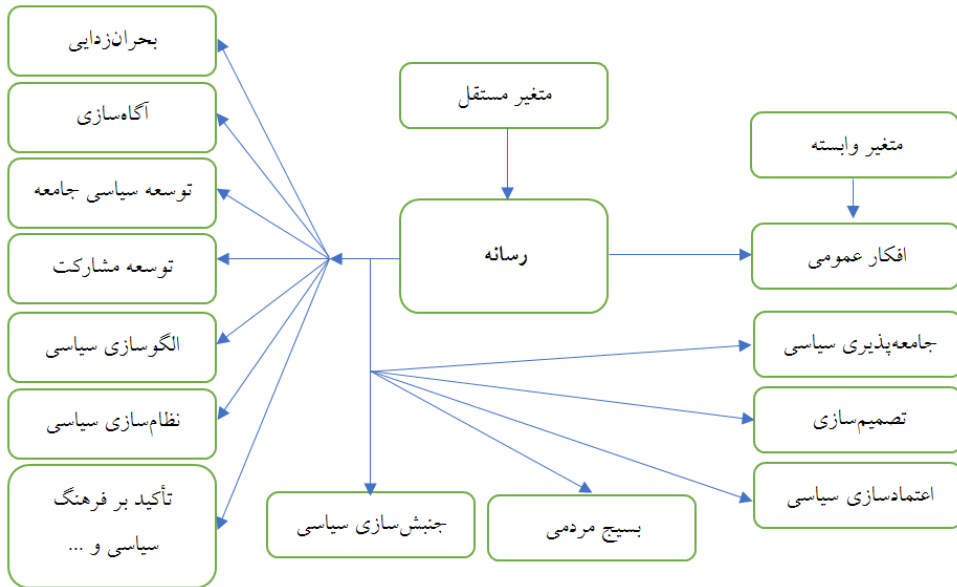 بحران‌زدایی
متغیر مستقل
آگاه‌سازی
متغیر وابسته
توسعه سیاسی جامعه
رسانه
افکار عمومی
توسعه مشارکت
الگوسازی سیاسی
جامعه‌پذیری سیاسی
نظام‌سازی سیاسی
تصمیم‌سازی
تأکید بر فرهنگ
سیاسی و ...
جنبش‌سازی سیاسی
بسیج مردمی
اعتمادسازی سیاسی